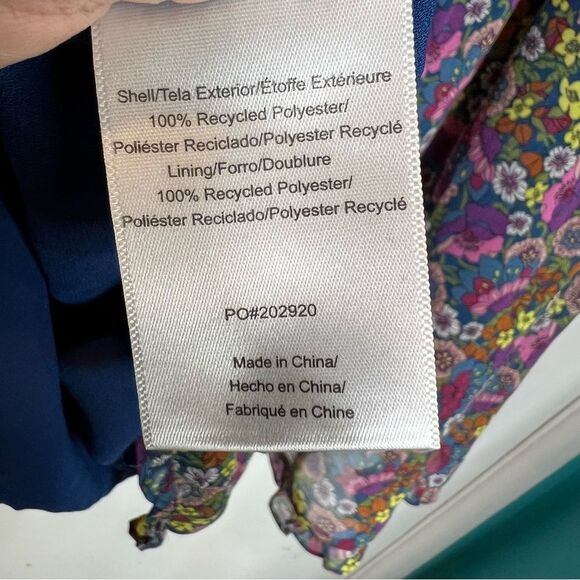 Shell/Tela Exterior/Étoffe Extérieure
100% Recycled Polyester/
Poliéster Reciclado/Polyester Recyclé
Lining/Forro/Doublure
100% Recycled Polyester/
Poliéster Reciclado/Polyester Recyclé
PO#202920
Made in China/
Hecho en China/
Fabriqué en Chine